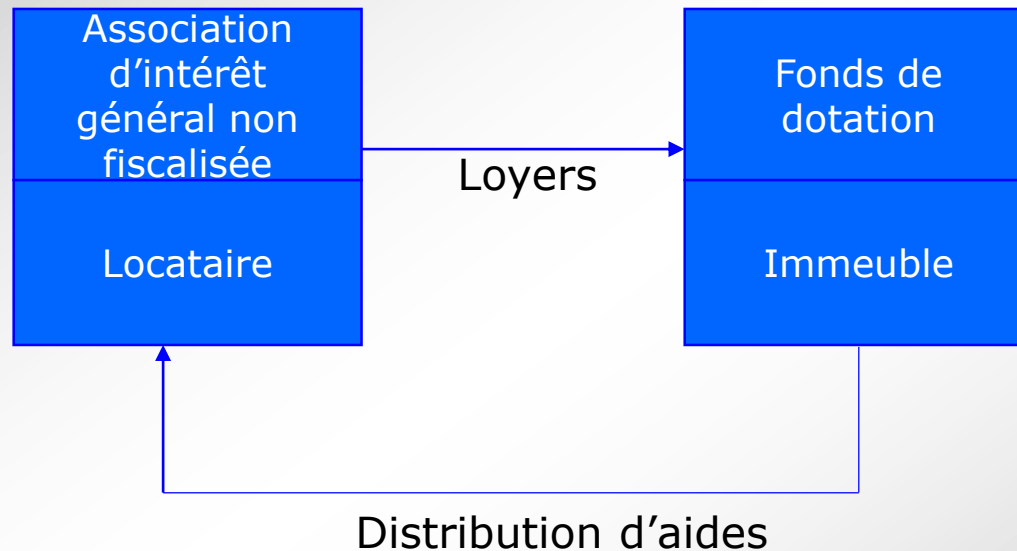 Association
d’intérêt
général non
fiscalisée
Locataire
Loyers
Fonds de
dotation
Immeuble
Distribution d’aides